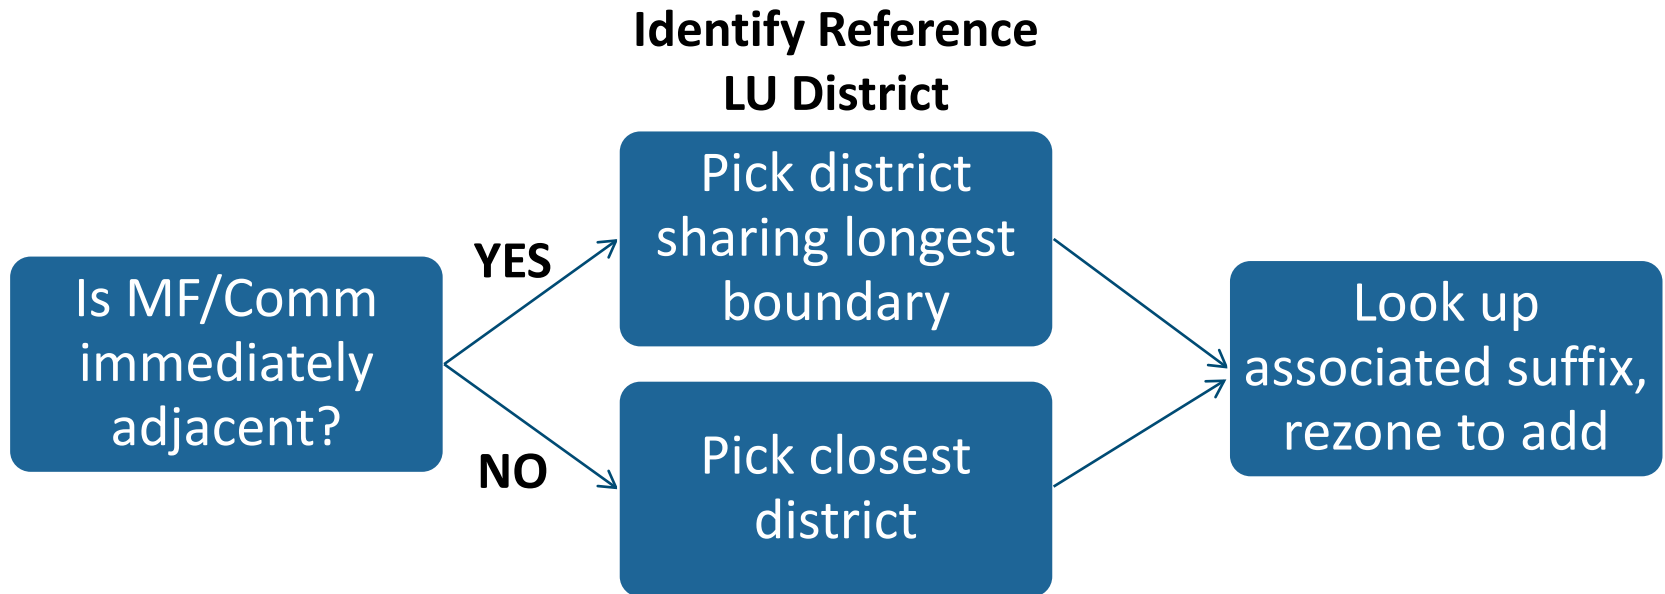 Identify Reference
LU District
Is MF/Comm
immediately
adjacent?
YES
NO
Pick district
sharing longest
boundary
Pick closest
district
Look up
associated suffix,
rezone to add